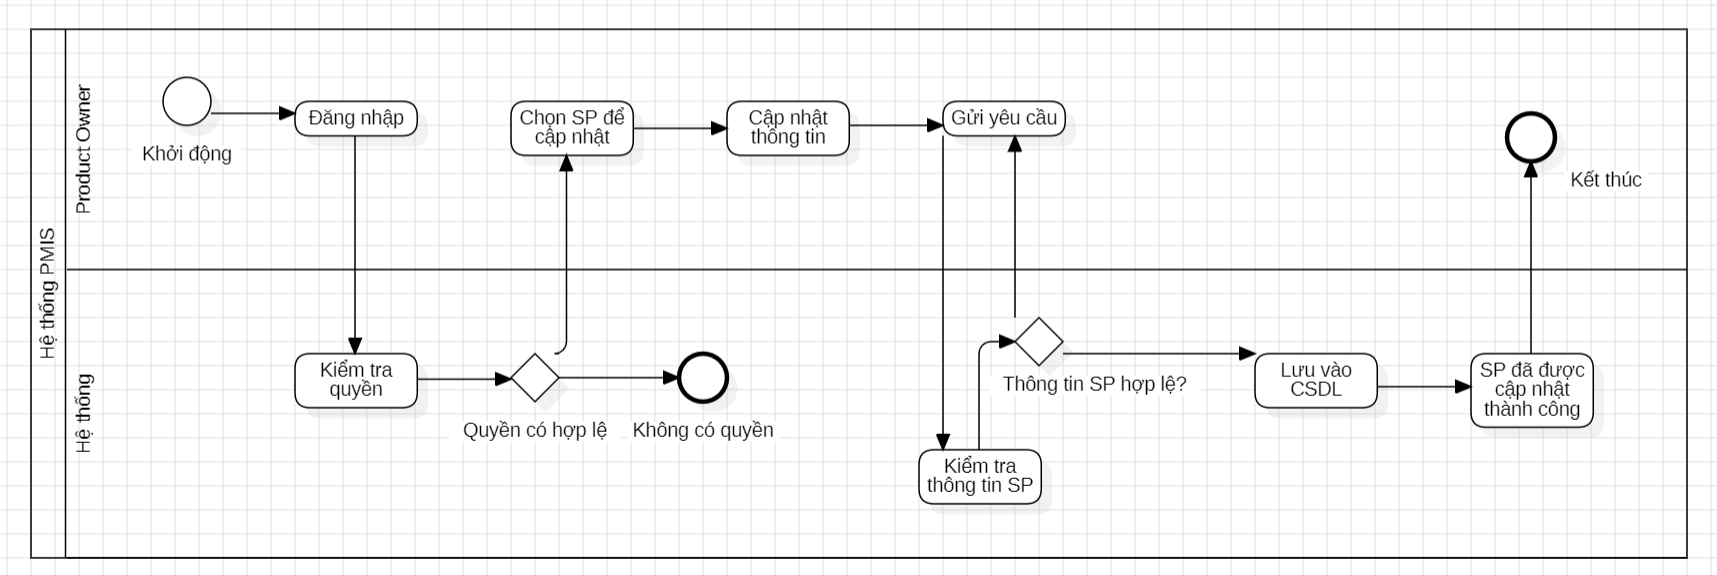 Hệ thống PMIS
Product Owner
Khởi động
Đăng nhập
Chọn SP để
cập nhật
Cập nhật
thông tin
Gửi yêu cầu
Kết thúc
Hệ thống
Kiểm tra
quyền
Quyền có hợp lệ
Không có quyền
Kiểm tra
thông tin SP
Thông tin SP hợp lệ?
Lưu vào
CSDL
SP đã được
cập nhật
thành công